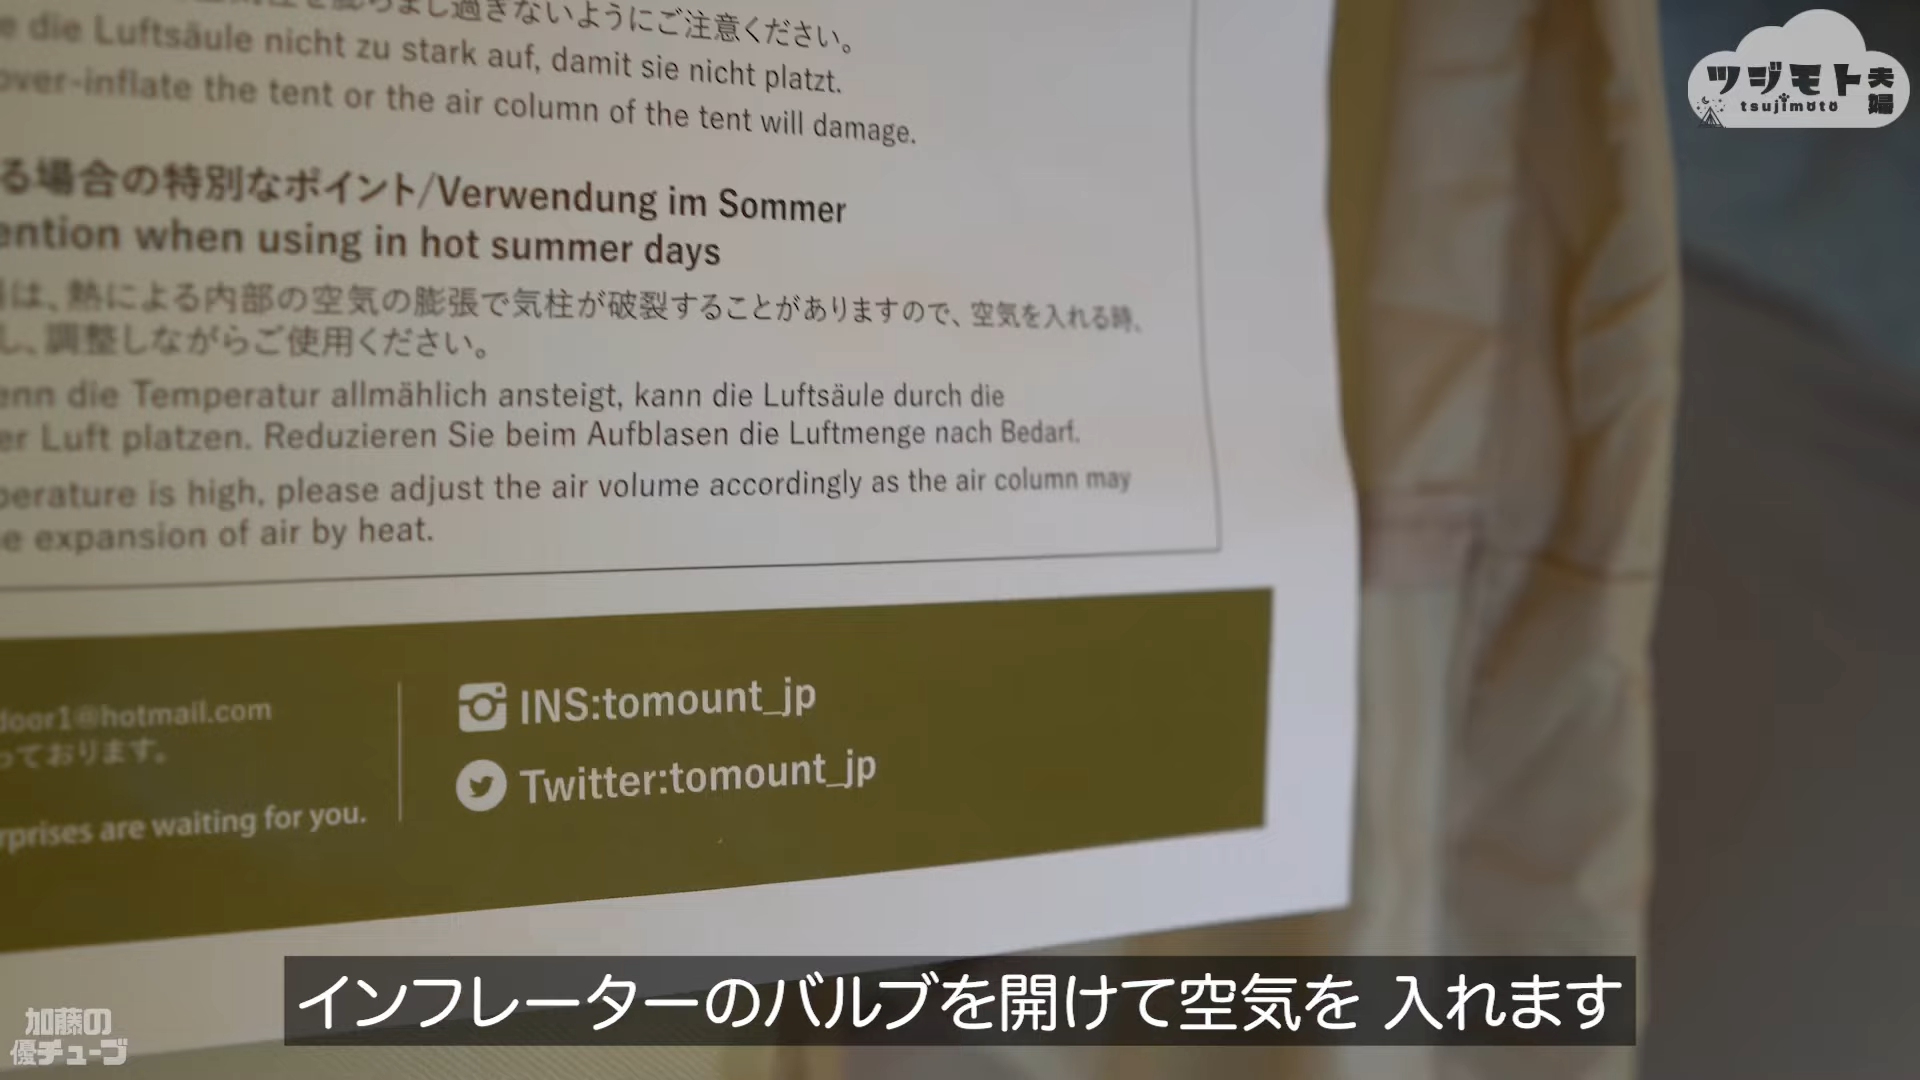 まし過ぎないようにご注意ください。
die Luftsäule nicht zu stark auf, damit sie nicht platzt.
over-inflate the tent or the air column of the tent will damage.
る場合の特別なポイント/Verwendung im Sommer
ention when using in hot summer days
は、熱による内部の空気の膨張で気柱が破裂することがありますので、空気を入れる時、
し、調整しながらご使用ください。
enn die Temperatur allmählich ansteigt, kann die Luftsäule durch die
er Luft platzen. Reduzieren Sie beim Aufblasen die Luftmenge nach Bedarf.
perature is high, please adjust the air volume accordingly as the air column may
e expansion of air by heat.
door1@hotmail.com
っております。
rprises are waiting for you.
INS:tomount_jp
Twitter:tomount_jp
ツジモト夫婦
tsujimoto
インフレーターのバルブを開けて空気を 入れます
加藤の
優チューブ